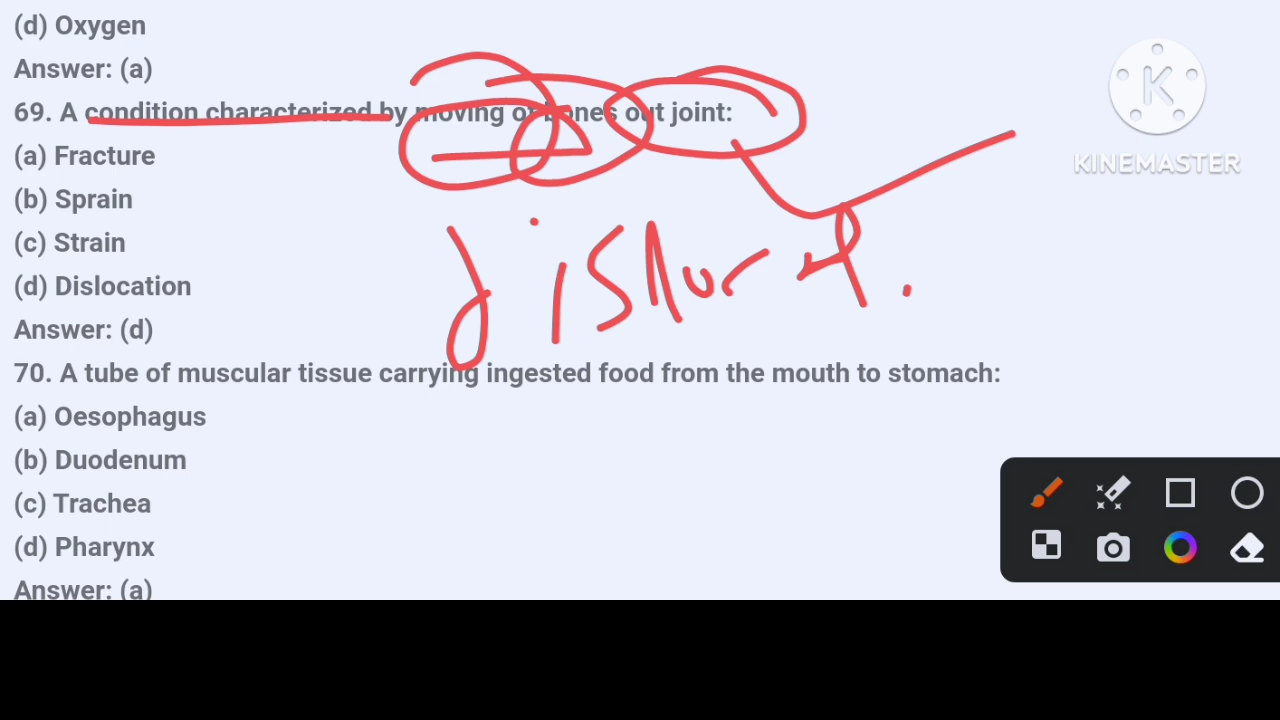 (d) Oxygen
Answer: (a)
69. A condition characterized by moving of bones out joint:
(a) Fracture
(b) Sprain
(c) Strain
(d) Dislocation
Answer: (d)
70. A tube of muscular tissue carrying ingested food from the mouth to stomach:
(a) Oesophagus
(b) Duodenum
(c) Trachea
(d) Pharynx
Answer: (a)
K
KINEMASTER